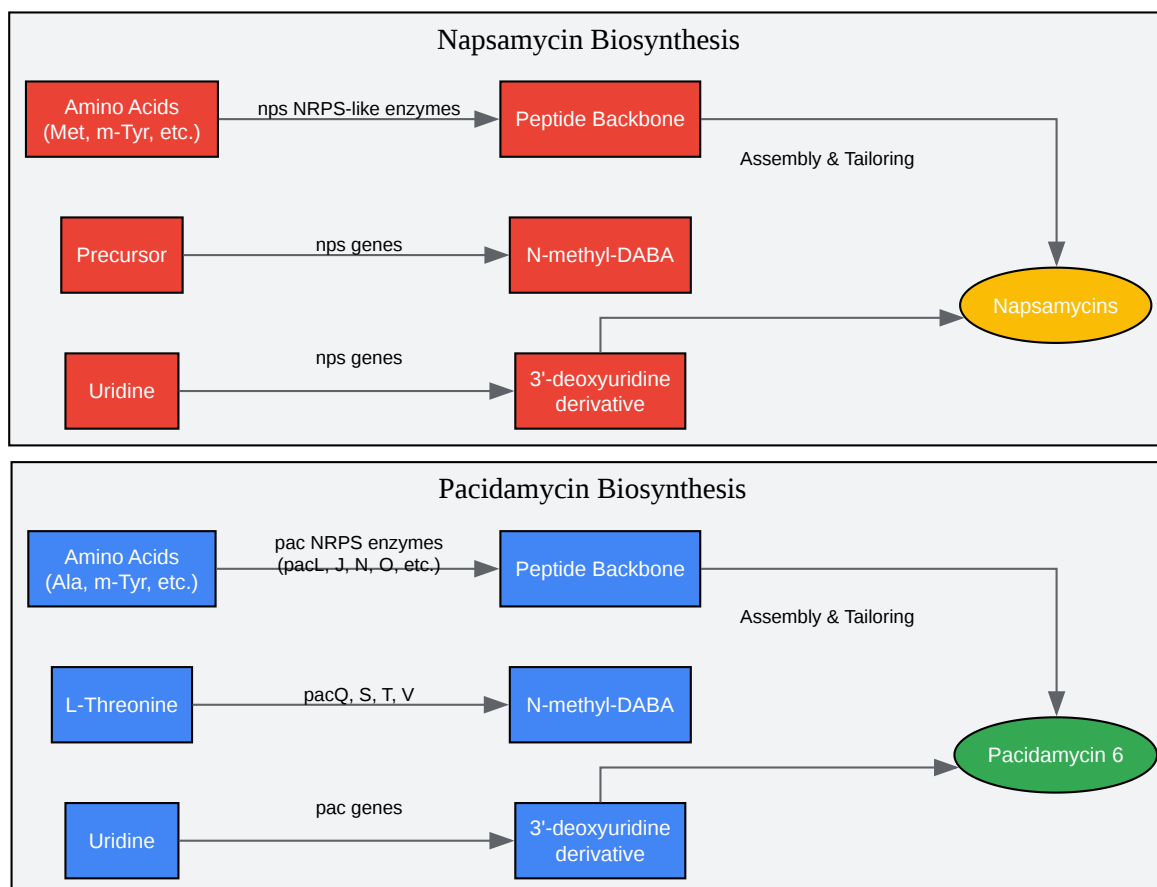 Napsamycin Biosynthesis
Amino Acids
(Met, m-Tyr, etc.)
nps NRPS-like enzymes
Peptide Backbone
Assembly & Tailoring
Precursor
nps genes
N-methyl-DABA
Napsamycins
Uridine
nps genes
3'-deoxyuridine
derivative
Pacidamycin Biosynthesis
Amino Acids
(Ala, m-Tyr, etc.)
pac NRPS enzymes
(pacL, J, N, O, etc.)
Peptide Backbone
Assembly & Tailoring
L-Threonine
pacQ, S, T, V
N-methyl-DABA
Pacidamycin 6
Uridine
pac genes
3'-deoxyuridine
derivative